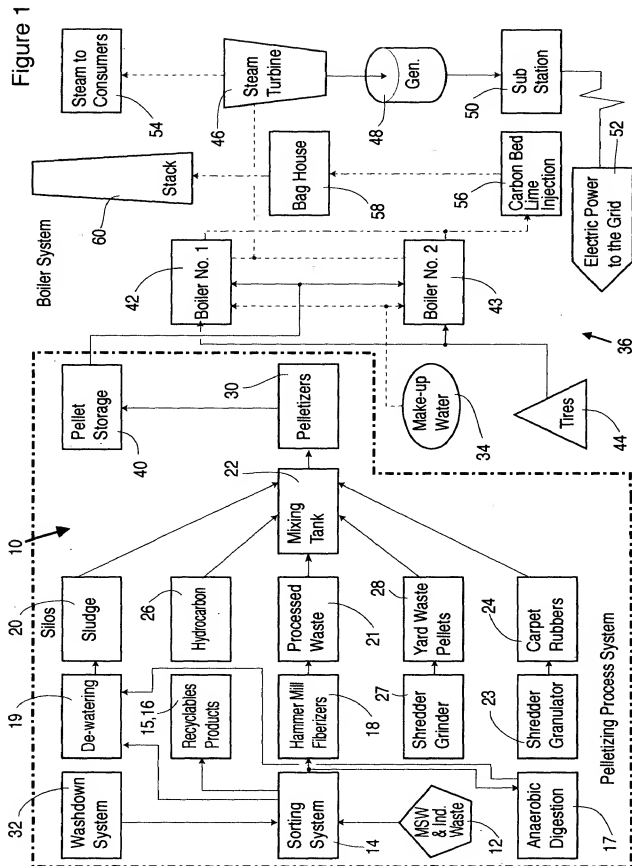 Figure 1
Boiler System
Steam to
Consumers
54
Steam
Turbine
46
Gen.
48
Sub
Station
50
Electric Power
to the Grid
52
Stack
60
Bag House
58
Carbon Bed
Lime
Injection
56
Boiler No. 1
42
Boiler No. 2
43
36
Pellet
Storage
40
Pelletizers
30
Make-up
Water
34
Tires
44
10
Mixing
Tank
22
Silos
Sludge
20
Hydrocarbon
26
Processed
Waste
21
Yard Waste
Pellets
28
Carpet
Rubbers
24
De-watering
19
Recyclables
Products
15,16
Hammer Mill
Fiberizers
18
Shredder
Grinder
27
Shredder
Granulator
23
Washdown
System
32
Sorting
System
14
MSW
& Ind.
Waste
12
Anaerobic
Digestion
17
Pelletizing Process System